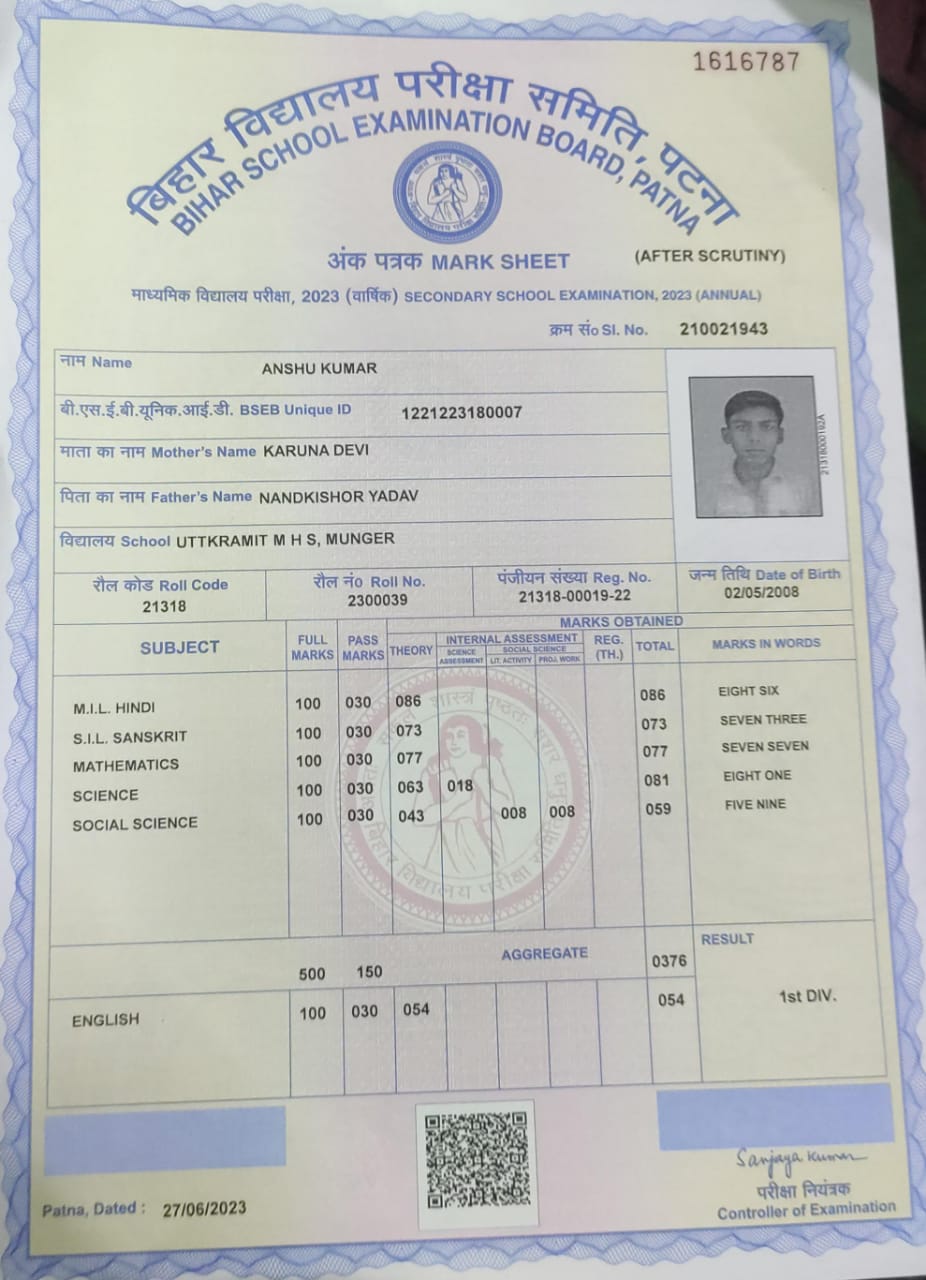 1616787
बिहार विद्यालय परीक्षा समिति, पटना
BIHAR SCHOOL EXAMINATION BOARD, PATNA
अंक पत्रक MARK SHEET (AFTER SCRUTINY)
माध्यमिक विद्यालय परीक्षा, 2023 (वार्षिक) SECONDARY SCHOOL EXAMINATION, 2023 (ANNUAL)
क्रम सं० Sl. No. 210021943
नाम Name ANSHU KUMAR
बी.एस.ई.बी.यूनिक.आई.डी. BSEB Unique ID 1221223180007
माता का नाम Mother's Name KARUNA DEVI
पिता का नाम Father's Name NANDKISHOR YADAV
विद्यालय School UTTKRAMIT M H S, MUNGER
रौल कोड Roll Code रौल नं० Roll No. पंजीयन संख्या Reg. No. जन्म तिथि Date of Birth
21318 2300039 21318-00019-22 02/05/2008
MARKS OBTAINED
SUBJECT FULL MARKS PASS MARKS THEORY INTERNAL ASSESSMENT REG. (TH.) TOTAL MARKS IN WORDS
SCIENCE ASSESSMENT SOCIAL SCIENCE LIT. ACTIVITY PROJ. WORK
M.I.L. HINDI 100 030 086 086 EIGHT SIX
S.I.L. SANSKRIT 100 030 073 073 SEVEN THREE
MATHEMATICS 100 030 077 077 SEVEN SEVEN
SCIENCE 100 030 063 018 081 EIGHT ONE
SOCIAL SCIENCE 100 030 043 008 008 059 FIVE NINE
बिहार विद्यालय परीक्षा समिति
500 150 AGGREGATE 0376 RESULT
ENGLISH 100 030 054 054 1st DIV.
Sanjaya Kumar
परीक्षा नियंत्रक
Patna, Dated : 27/06/2023 Controller of Examination